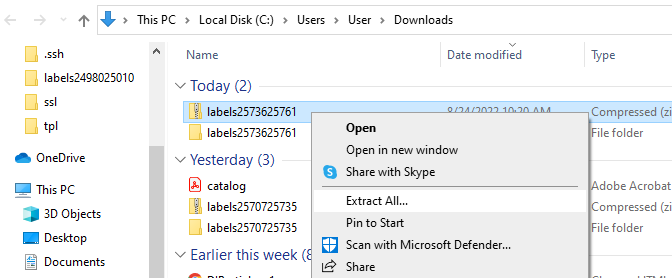 This PC > Local Disk (C:) > Users > User > Downloads
Name Date modified Type
.ssh
labels2498025010
ssl
tpl
OneDrive
This PC
3D Objects
Desktop
Documents
Today (2)
labels2573625761 8/24/2022 10:20 AM Compressed (zi
labels2573625761 File folder
Yesterday (3)
catalog Adobe Acrobat
labels2570725735 Compressed (zi
labels2570725735 File folder
Earlier this week (8)
Open
Open in new window
Share with Skype
Extract All...
Pin to Start
Scan with Microsoft Defender...
Share